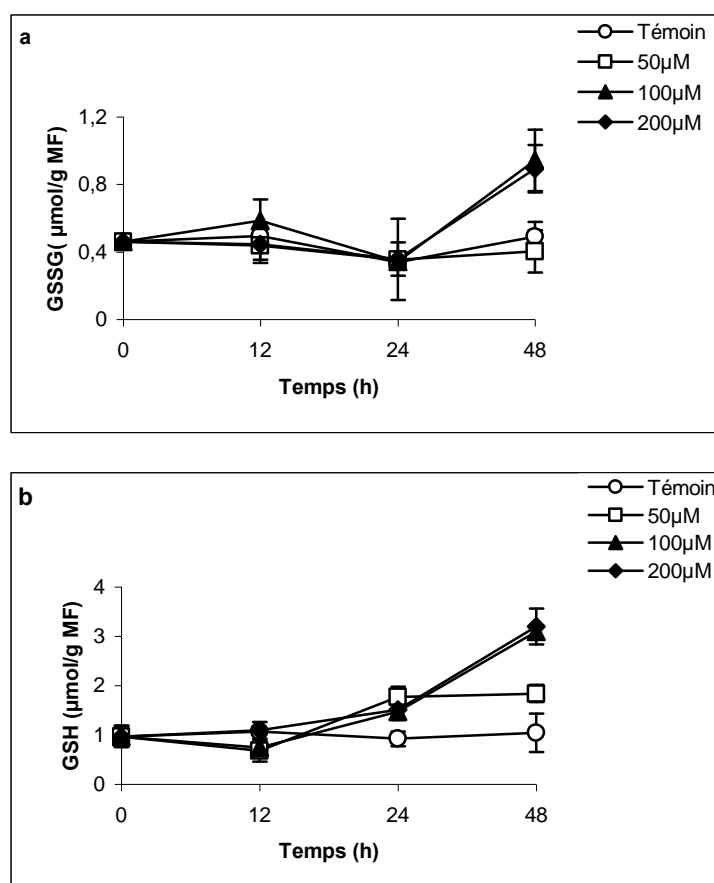 a
Témoin
50µM
100µM
200µM
GSSG( µmol/g MF)
1,2
0,8
0,4
0
0 12 24 48
Temps (h)
b
Témoin
50µM
100µM
200µM
GSH (µmol/g MF)
4
3
2
1
0
0 12 24 48
Temps (h)